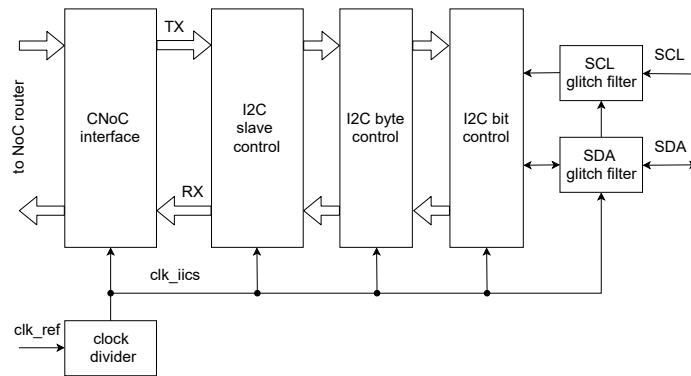 TX
SCL
glitch filter
SCL
to NoC router
CNoC
interface
I2C
slave
control
I2C byte
control
I2C bit
control
SDA
glitch filter
SDA
RX
clk_iics
clk_ref
clock
divider